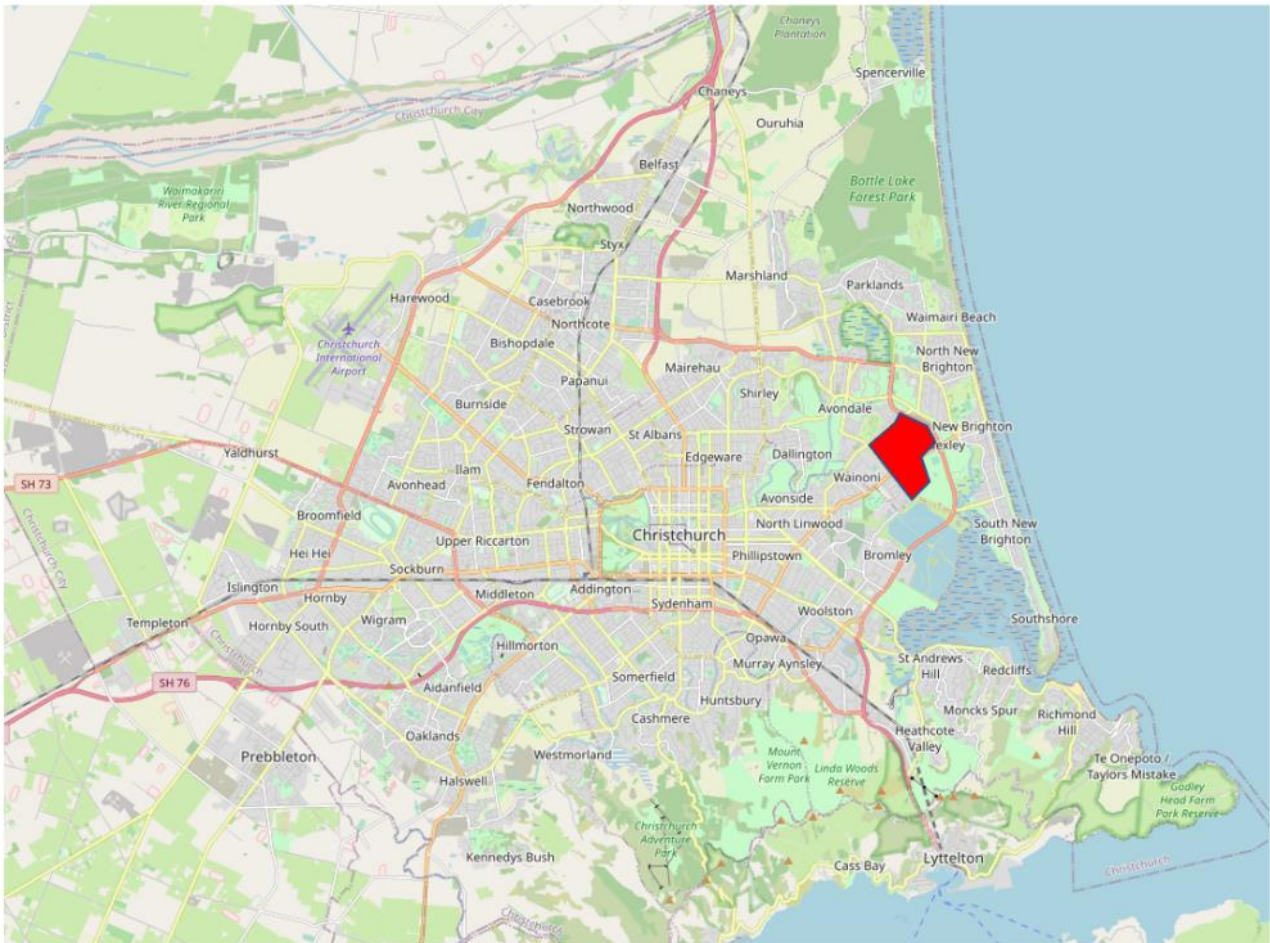 Chaneys
Plantation
Spencerville
Chaneys
Christchurch City
Ouruhia
Belfast
Bottle Lake
Forest Park
Waimakariri
River Regional
Park
Northwood
Styx
Marshland
Parklands
Harewood
Casebrook
Waimairi Beach
Northcote
Christchurch
International
Airport
Bishopdale
North New
Brighton
Mairehau
Papanui
Shirley
Burnside
Avondale
Strowan
St Albans
New Brighton
exley
Yaldhurst
Edgeware
Dallington
Ilam
SH 73
Avonhead
Fendalton
Wainoni
Avonside
Broomfield
North Linwood
South New
Brighton
Christchurch
Upper Riccarton
Hei Hei
Phillipstown
Bromley
Christchurch City
Sockburn
Islington
Addington
Middleton
Hornby
Sydenham
Woolston
Templeton
Wigram
Southshore
Hornby South
Opawa
Christchurch
Hillmorton
Murray Aynsley
St Andrews
Hill
Redcliffs
SH 76
Aidanfield
Somerfield
Huntsbury
Moncks Spur
Richmond
Hill
Cashmere
Oaklands
Heathcote
Valley
Prebbleton
Westmorland
Mount
Vernon
Farm Park
Linda Woods
Reserve
Te Onepoto /
Taylors Mistake
Halswell
Godley
Head Farm
Park Reserve
Christchurch
Adventure
Park
Kennedys Bush
Cass Bay
Lyttelton
Christchurch
Christchurch